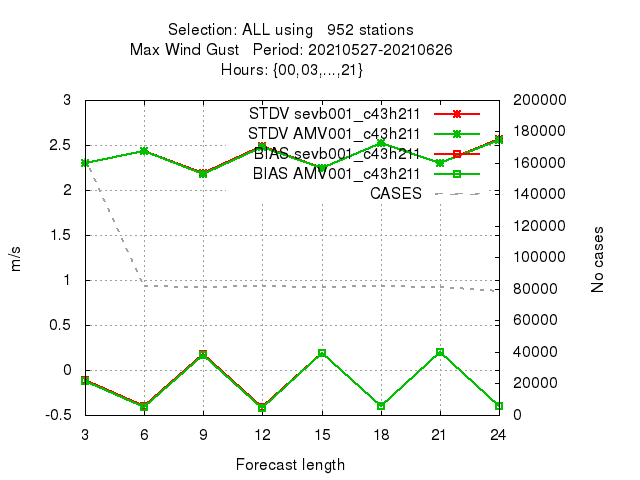 Selection: ALL using 952 stations
Max Wind Gust Period: 20210527-20210626
Hours: {00,03,...,21}
3 200000
STDV sevb001_c43h211
180000
STDV AMV001_c43h211
2.5 BIAS sevb001_c43h211
160000
BIAS AMV001_c43h211
2 CASES 140000
120000
1.5
100000
1 80000
60000
0.5
40000
0
20000
-0.5 0
3 6 9 12 15 18 21 24
Forecast length
m/s
No cases